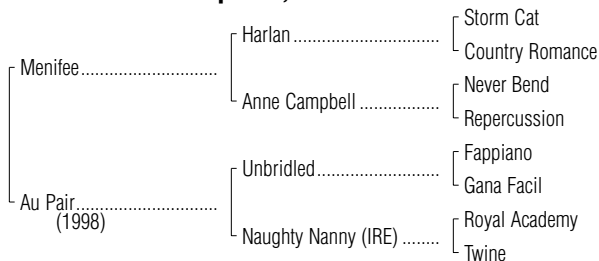 Storm Cat
Harlan
Country Romance
Menifee
Never Bend
Anne Campbell
Repercussion
Fappiano
Unbridled
Gana Facil
Au Pair
(1998)
Royal Academy
Naughty Nanny (IRE)
Twine